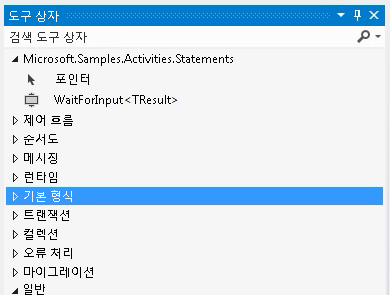 도구 상자
검색 도구 상자
Microsoft.Samples.Activities.Statements
포인터
WaitForInput<TResult>
제어 흐름
순서도
메시징
런타임
기본 형식
트랜잭션
컬렉션
오류 처리
마이그레이션
일반